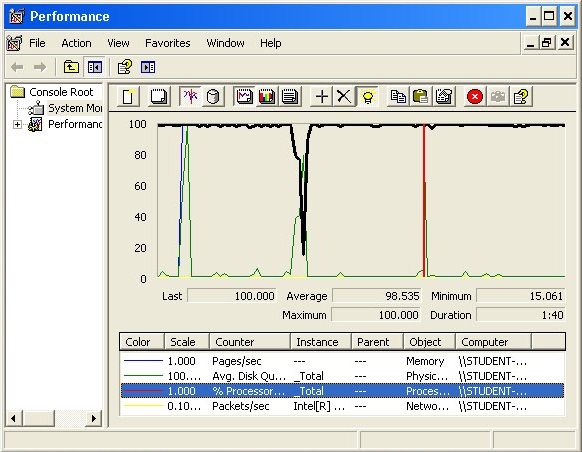 Performance
File Action View Favorites Window Help
Console Root
System Mor
Performanc
100
80
60
40
20
0
Last 100.000 Average 98.535 Minimum 15.061
Maximum 100.000 Duration 1:40
Color Scale Counter Instance Parent Object Computer
1.000 Pages/sec --- --- Memory \\STUDENT-...
100.... Avg. Disk Qu... _Total --- Physic... \\STUDENT-...
1.000 % Processor... _Total --- Proces... \\STUDENT-...
0.10... Packets/sec Intel[R] ... --- Netwo... \\STUDENT-...